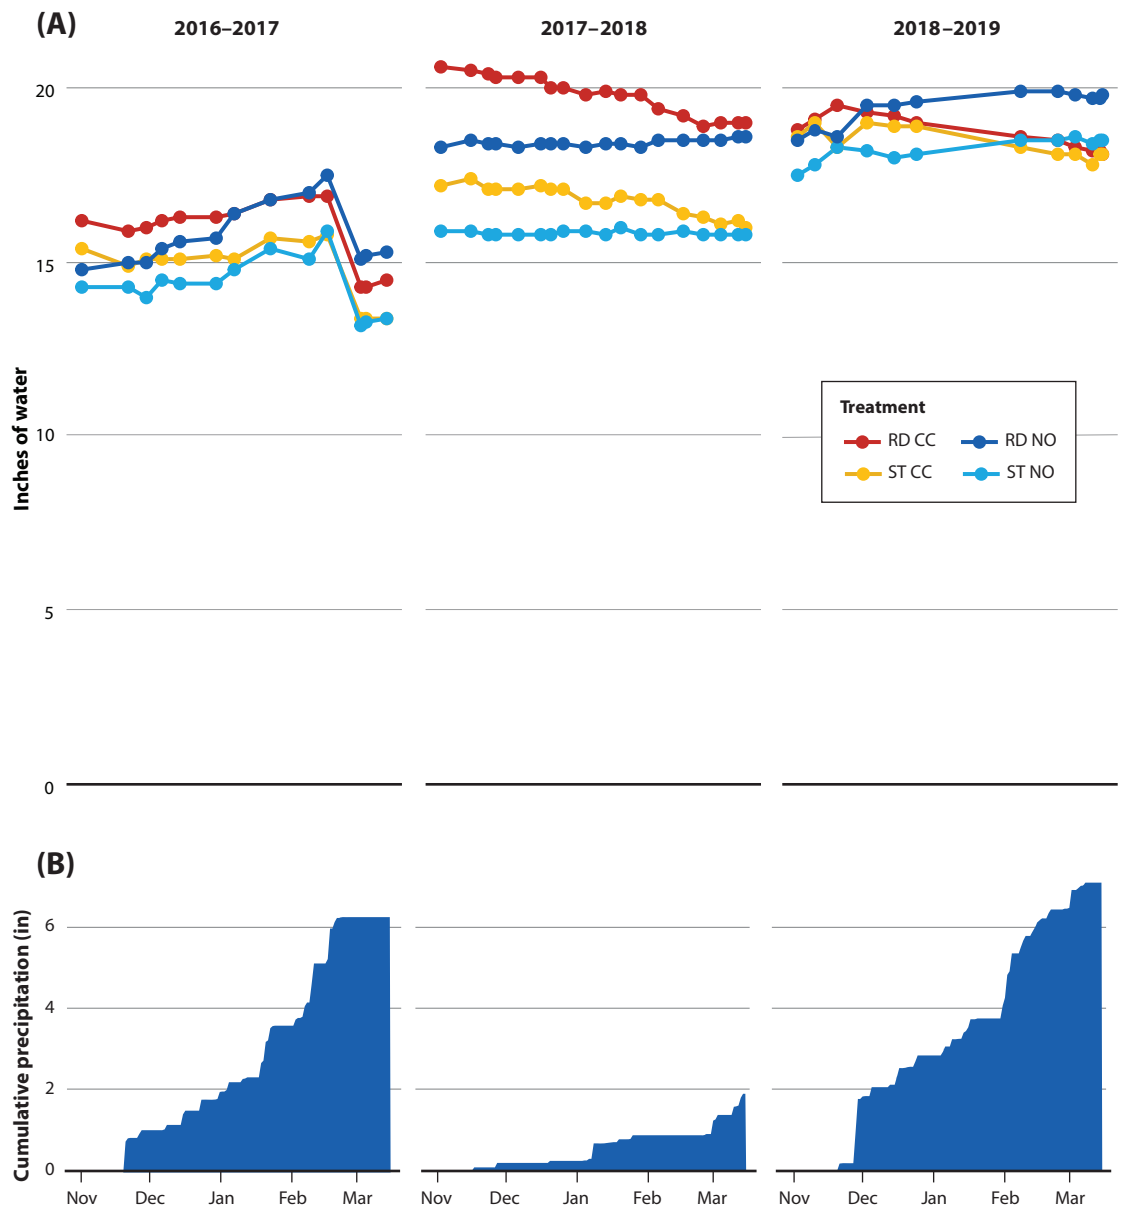 (A)
2016–2017
2017–2018
2018–2019
20
15
10
5
0
Inches of water
Treatment
RD CC
RD NO
ST CC
ST NO
(B)
6
4
2
0
Cumulative precipitation (in)
Nov Dec Jan Feb Mar
Nov Dec Jan Feb Mar
Nov Dec Jan Feb Mar